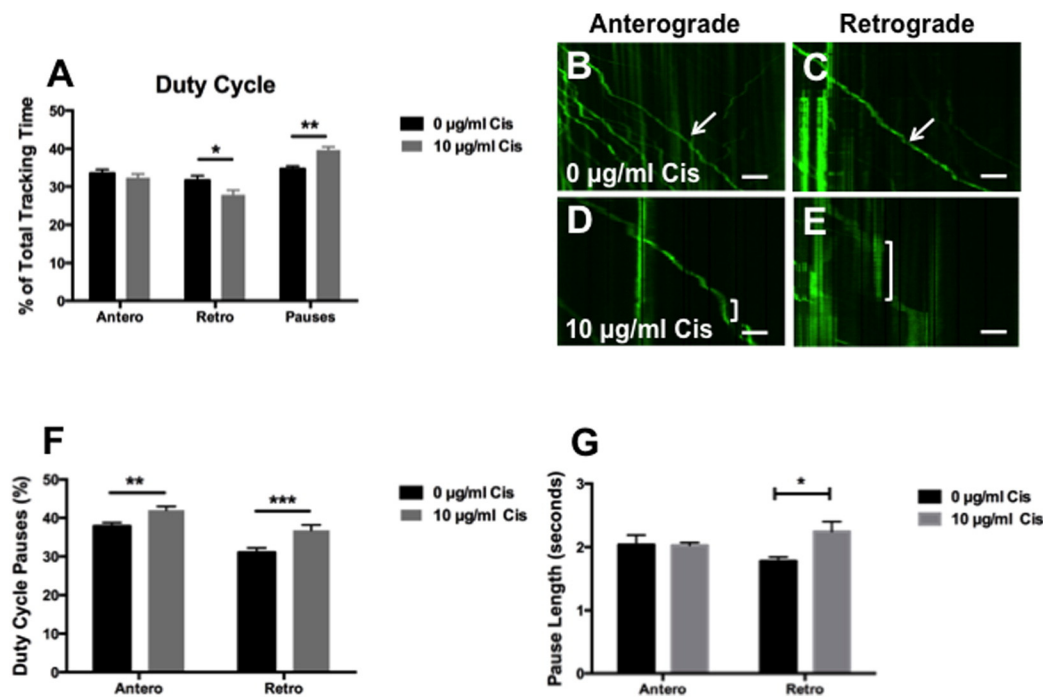 Anterograde Retrograde
A
Duty Cycle
% of Total Tracking Time
50
40
30
20
10
0
*
**
Antero Retro Pauses
0 µg/ml Cis
10 µg/ml Cis
B
0 µg/ml Cis
C
D
10 µg/ml Cis
E
F
Duty Cycle Pauses (%)
50
40
30
20
10
0
**
***
Antero Retro
0 µg/ml Cis
10 µg/ml Cis
G
Pause Length (seconds)
3
2
1
0
*
Antero Retro
0 µg/ml Cis
10 µg/ml Cis